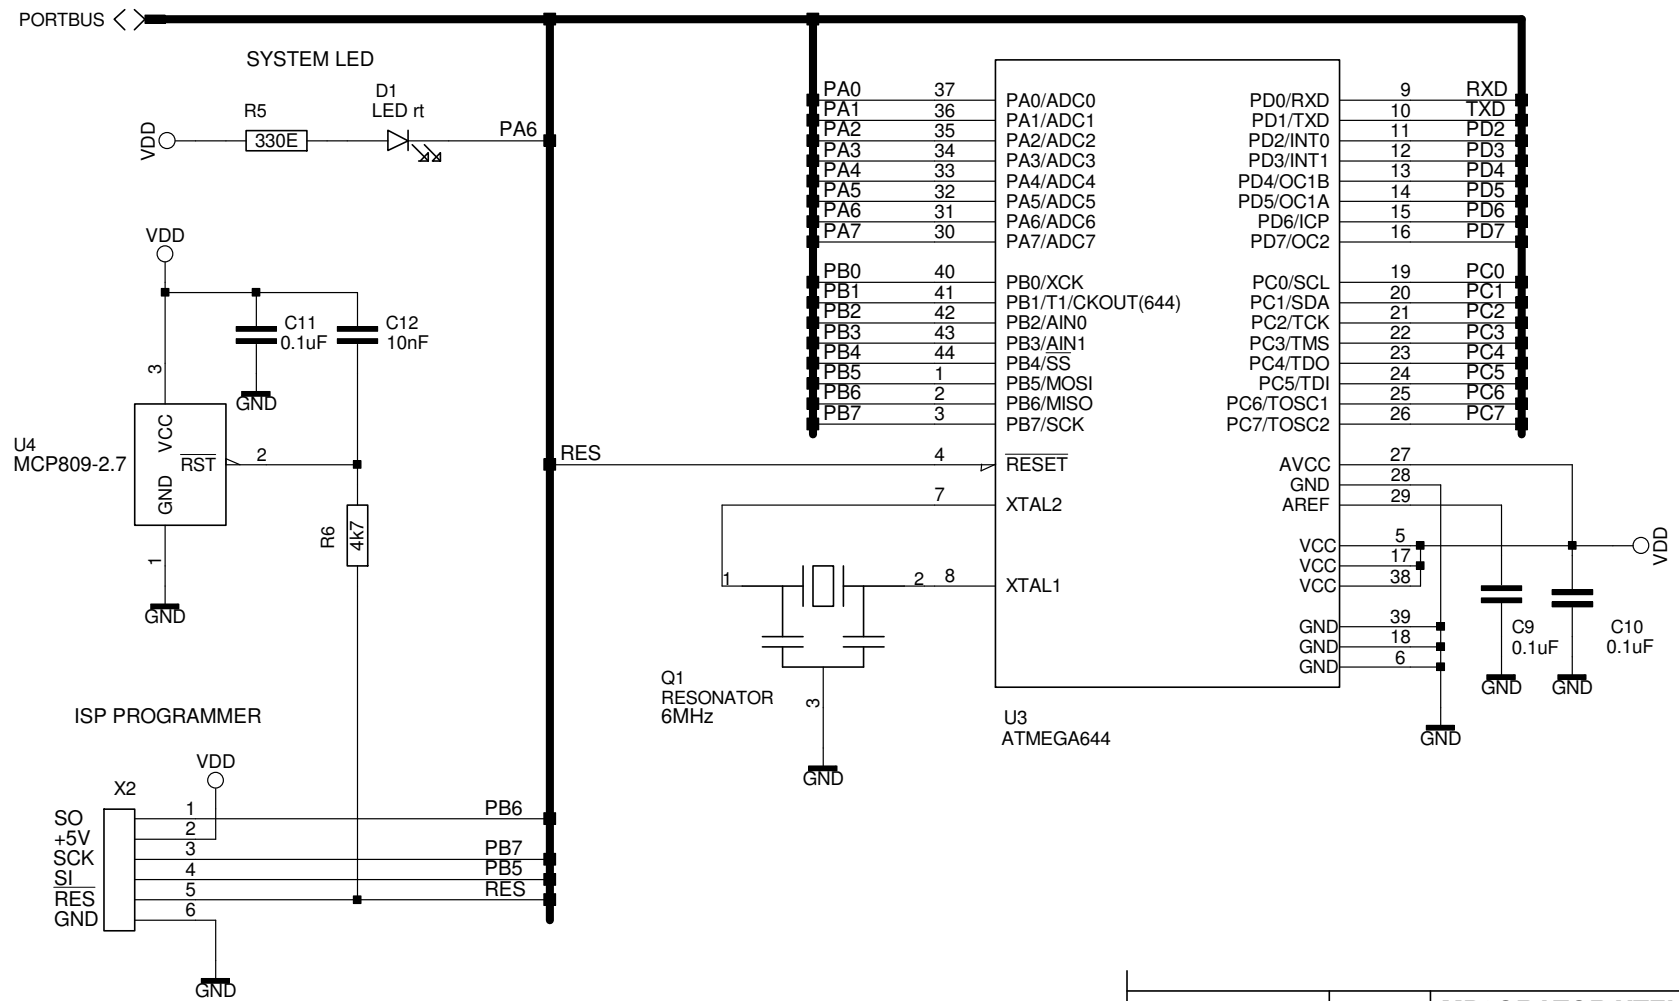 PORTBUS
SYSTEM LED
R5
330E
D1
LED rt
VDD
PA6
VDD
C11
0.1uF
C12
10nF
GND
3
VCC
GND
RST
2
1
GND
U4
MCP809-2.7
R6
4k7
ISP PROGRAMMER
VDD
X2
SO 1 PB6
+5V 2
SCK 3 PB7
SI 4 PB5
RES 5 RES
GND 6
GND
PA0 37 PA0/ADC0
PA1 36 PA1/ADC1
PA2 35 PA2/ADC2
PA3 34 PA3/ADC3
PA4 33 PA4/ADC4
PA5 32 PA5/ADC5
PA6 31 PA6/ADC6
PA7 30 PA7/ADC7
PB0 40 PB0/XCK
PB1 41 PB1/T1/CKOUT(644)
PB2 42 PB2/AIN0
PB3 43 PB3/AIN1
PB4 44 PB4/SS
PB5 1 PB5/MOSI
PB6 2 PB6/MISO
PB7 3 PB7/SCK
RES 4 RESET
7 XTAL2
1 2 8 XTAL1
3
GND
Q1
RESONATOR
6MHz
PD0/RXD 9 RXD
PD1/TXD 10 TXD
PD2/INT0 11 PD2
PD3/INT1 12 PD3
PD4/OC1B 13 PD4
PD5/OC1A 14 PD5
PD6/ICP 15 PD6
PD7/OC2 16 PD7
PC0/SCL 19 PC0
PC1/SDA 20 PC1
PC2/TCK 21 PC2
PC3/TMS 22 PC3
PC4/TDO 23 PC4
PC5/TDI 24 PC5
PC6/TOSC1 25 PC6
PC7/TOSC2 26 PC7
AVCC 27
GND 28
AREF 29
VCC 5
VCC 17
VCC 38
GND 39
GND 18
GND 6
VDD
C9
0.1uF
C10
0.1uF
GND
GND
GND
U3
ATMEGA644